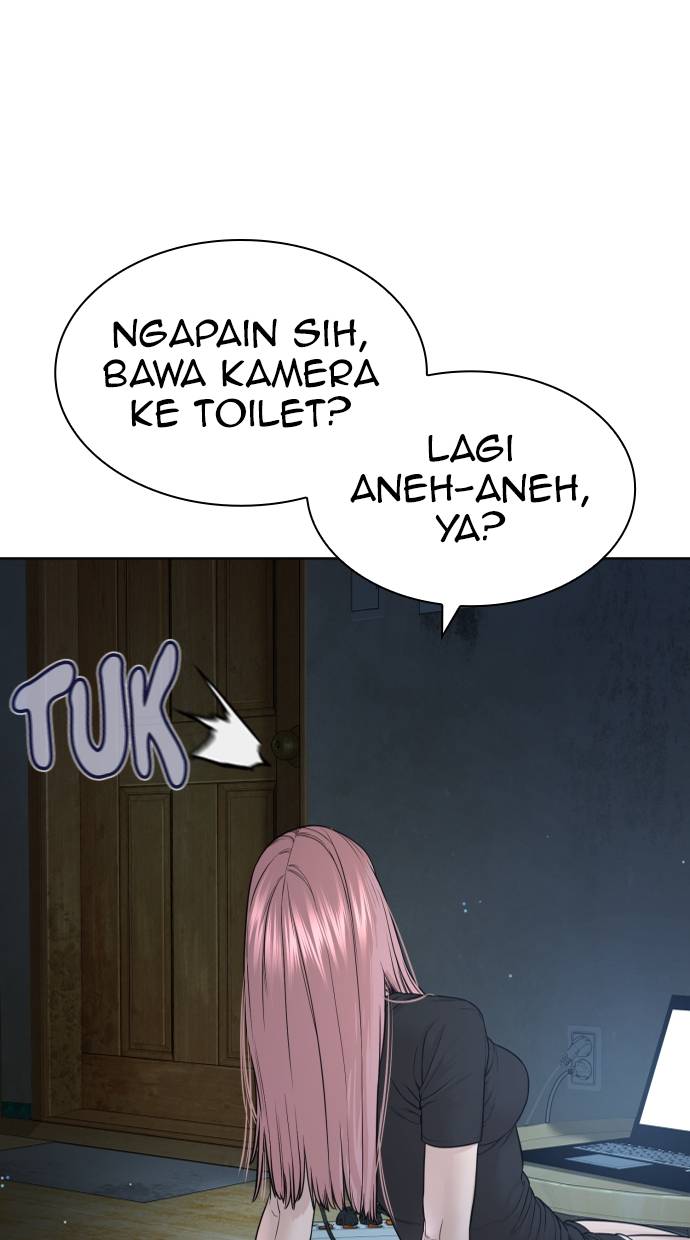 NGAPAIN SIH,
BAWA KAMERA
KE TOILET?
LAGI
ANEH-ANEH,
YA?
TUK